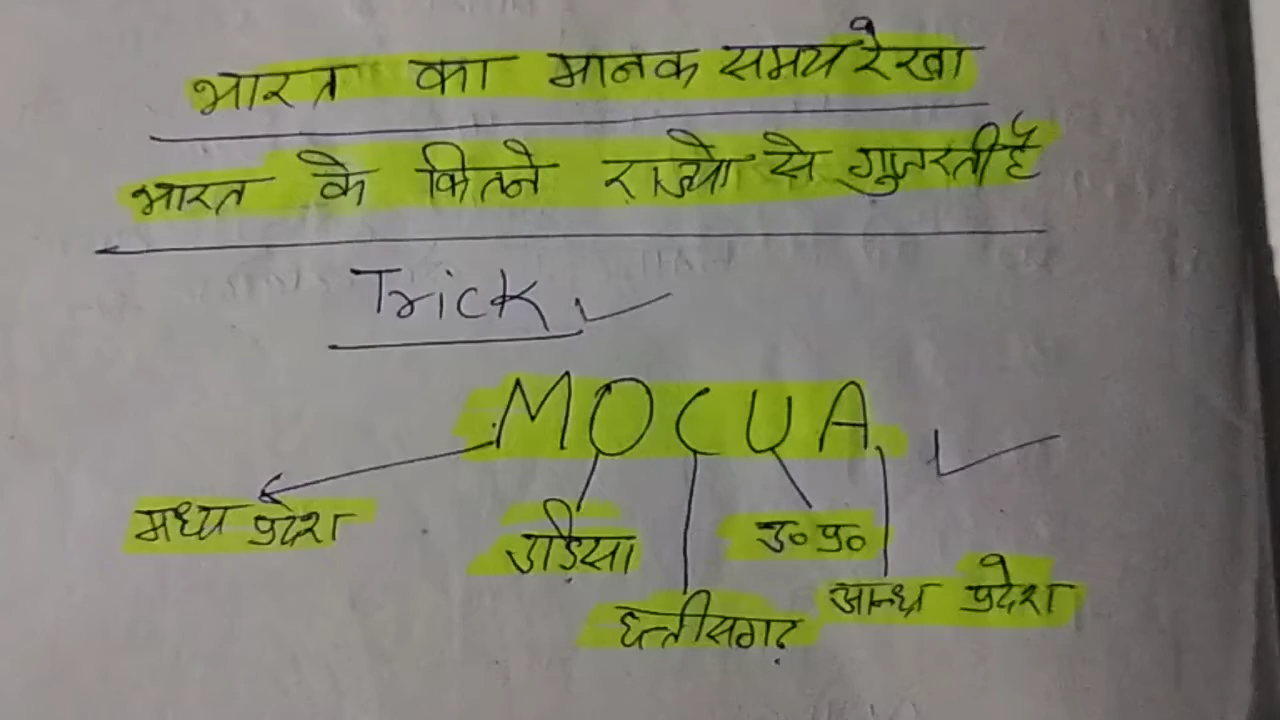 भारत का मानक समय रेखा
भारत के कितने राज्यो से गुजरती है
Trick
MOCUA
मध्य प्रदेश
उड़िसा
उ० प्र०
छत्तीसगढ़
आन्ध्र प्रदेश